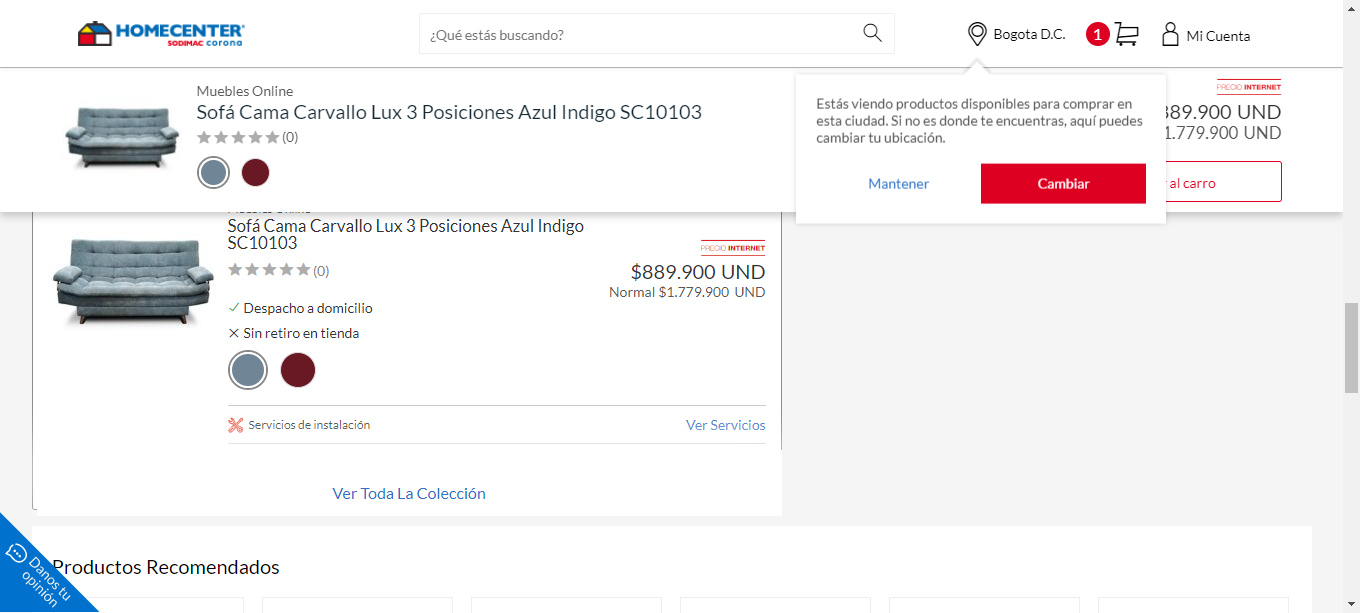 HOMECENTER
SODIMAC corona
¿Qué estás buscando?
Bogota D.C.
1
Mi Cuenta
Muebles Online
Sofá Cama Carvallo Lux 3 Posiciones Azul Indigo SC10103
(0)
Estás viendo productos disponibles para comprar en
esta ciudad. Si no es donde te encuentras, aquí puedes
cambiar tu ubicación.
Mantener
Cambiar
PRECIO INTERNET
89.900 UND
1.779.900 UND
al carro
Sofá Cama Carvallo Lux 3 Posiciones Azul Indigo
SC10103
(0)
PRECIO INTERNET
$889.900 UND
Normal $1.779.900 UND
Despacho a domicilio
Sin retiro en tienda
Servicios de instalación
Ver Servicios
Ver Toda La Colección
Danos tu
opinión
Productos Recomendados